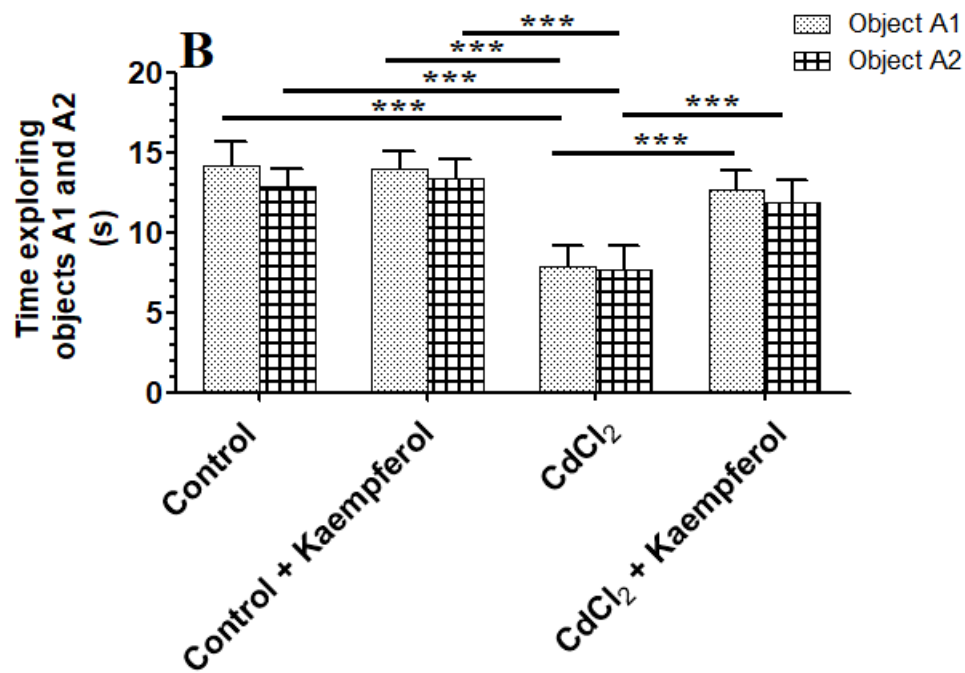 B
Object A1
Object A2
***
***
***
***
***
***
Time exploring
objects A1 and A2
(s)
20
15
10
5
0
Control
Control + Kaempferol
CdCl₂
CdCl₂ + Kaempferol